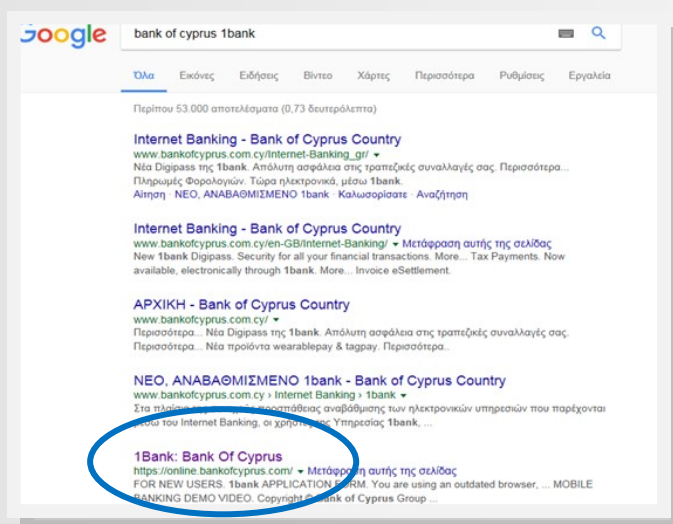 Google
bank of cyprus 1bank
Όλα Εικόνες Ειδήσεις Βίντεο Χάρτες Περισσότερα Ρυθμίσεις Εργαλεία
Περίπου 53.000 αποτελέσματα (0,73 δευτερόλεπτα)
Internet Banking - Bank of Cyprus Country
www.bankofcyprus.com.cy/Internet-Banking_gr/
Νέα Digipass της 1bank. Απόλυτη ασφάλεια στις τραπεζικές συναλλαγές σας. Περισσότερα...
Πληρωμές Φορολογιών. Τώρα ηλεκτρονικά, μέσω 1bank.
Αίτηση · ΝΕΟ, ΑΝΑΒΑΘΜΙΣΜΕΝΟ 1bank · Καλωσορίσατε · Αναζήτηση
Internet Banking - Bank of Cyprus Country
www.bankofcyprus.com.cy/en-GB/Internet-Banking/ Μετάφραση αυτής της σελίδας
New 1bank Digipass. Security for all your financial transactions. More... Tax Payments. Now
available, electronically through 1bank. More... Invoice eSettlement.
ΑΡΧΙΚΗ - Bank of Cyprus Country
www.bankofcyprus.com.cy/
Περισσότερα... Νέα Digipass της 1bank. Απόλυτη ασφάλεια στις τραπεζικές συναλλαγές σας.
Περισσότερα... Νέα προϊόντα wearablepay & tagpay. Περισσότερα..
ΝΕΟ, ΑΝΑΒΑΘΜΙΣΜΕΝΟ 1bank - Bank of Cyprus Country
www.bankofcyprus.com.cy › Internet Banking › 1bank
Στα πλαίσια της προσπάθειας αναβάθμισης των ηλεκτρονικών υπηρεσιών που παρέχονται
μέσω του Internet Banking, οι χρήστες της Υπηρεσίας 1bank, ...
1Bank: Bank Of Cyprus
https://online.bankofcyprus.com/ Μετάφραση αυτής της σελίδας
FOR NEW USERS. 1bank APPLICATION FORM. You are using an outdated browser, ... MOBILE
BANKING DEMO VIDEO. Copyright © Bank of Cyprus Group ...